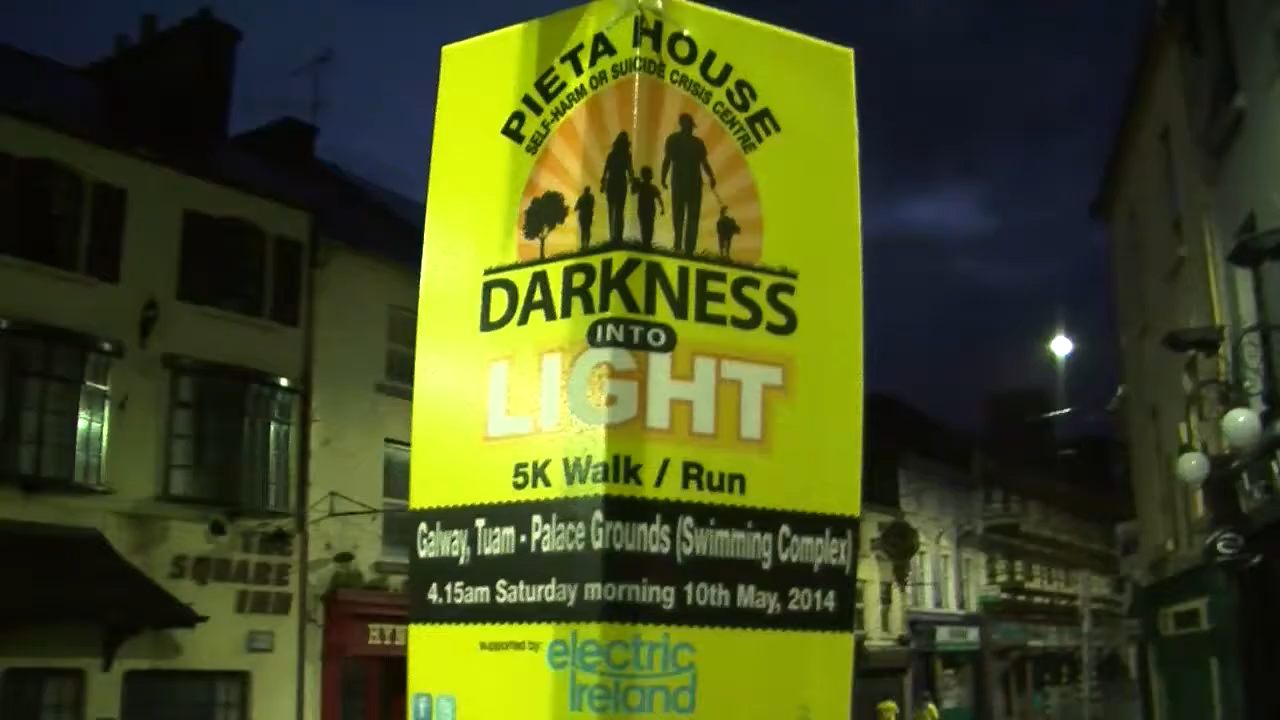 PIETA HOUSE
SELF-HARM OR SUICIDE CRISIS CENTRE
DARKNESS
INTO
LIGHT
5K Walk / Run
Galway, Tuam - Palace Grounds (Swimming Complex)
4.15am Saturday morning 10th May, 2014
supported by:
electric
Ireland
SQUARE